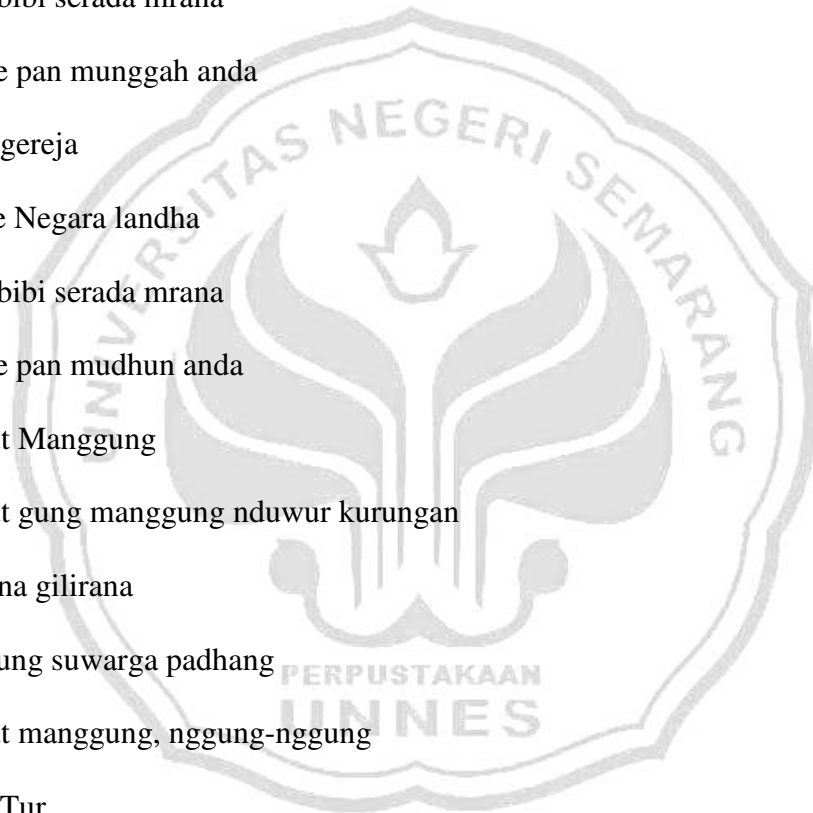 bibi serada mrana
e pan munggah anda
gereja
e Negara landha
bibi serada mrana
e pan mudhun anda
t Manggung
t gung manggung nduwur kurungan
na gilirana
ung suwarga padhang
t manggung, nggung-nggung
Tur
UNIVERSITAS NEGERI SEMARANG
PERPUSTAKAAN
UNNES